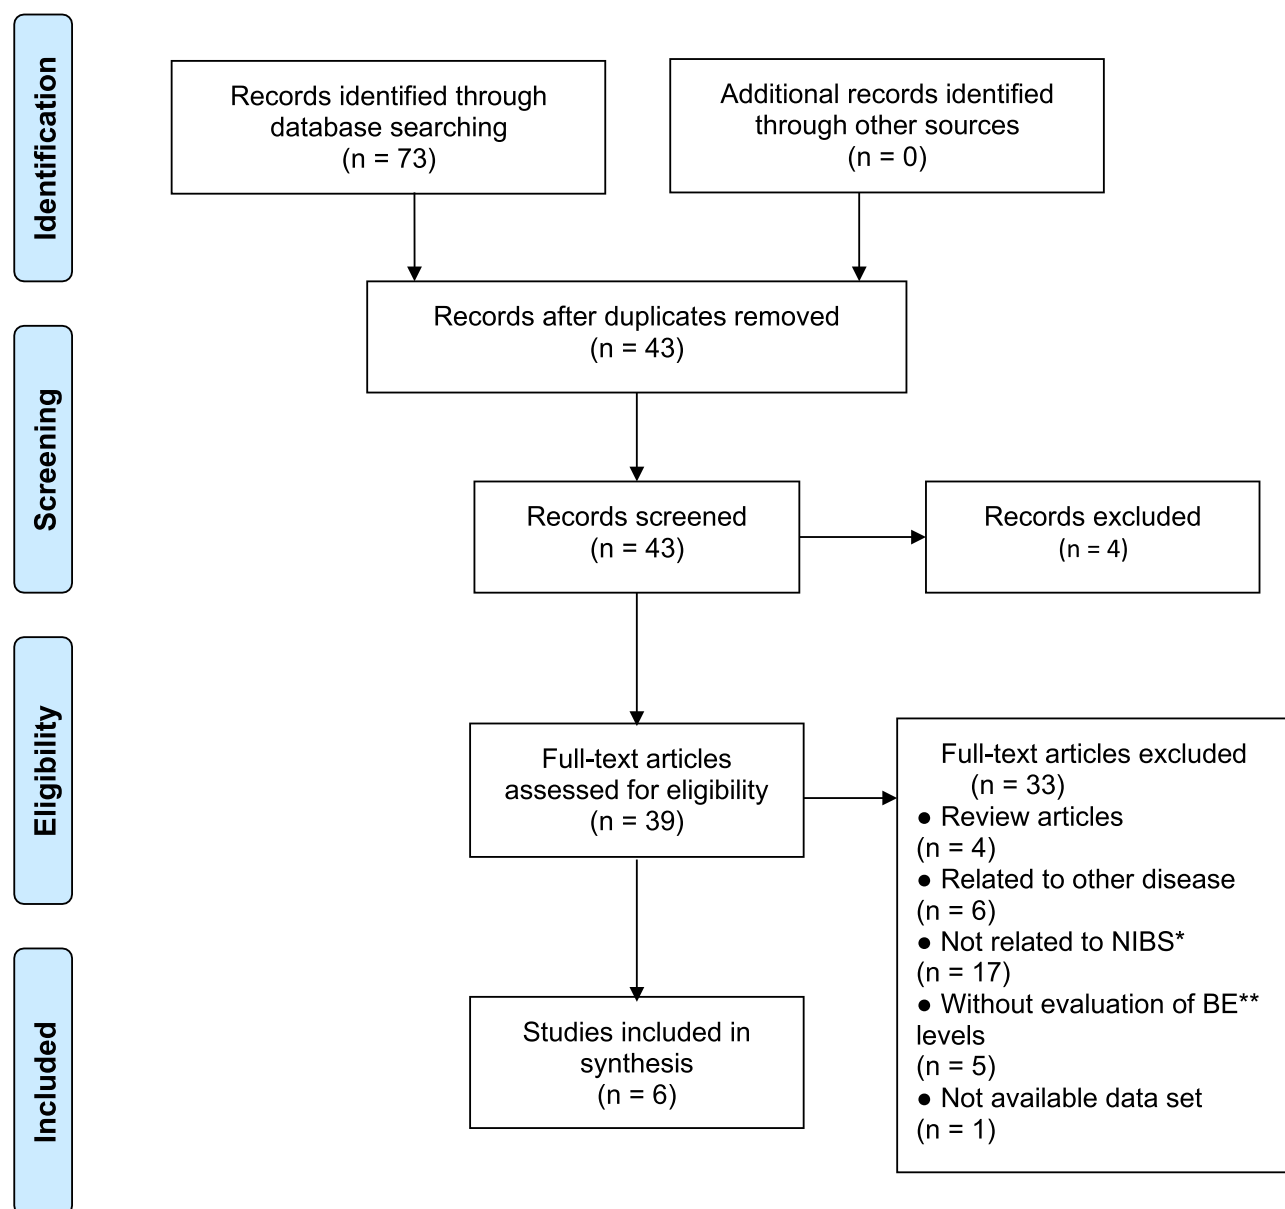 Identification
Records identified through
database searching
(n = 73)
Additional records identified
through other sources
(n = 0)
Records after duplicates removed
(n = 43)
Screening
Records screened
(n = 43)
Records excluded
(n = 4)
Eligibility
Full-text articles
assessed for eligibility
(n = 39)
Full-text articles excluded
(n = 33)
● Review articles
(n = 4)
● Related to other disease
(n = 6)
● Not related to NIBS*
(n = 17)
● Without evaluation of BE**
levels
(n = 5)
● Not available data set
(n = 1)
Included
Studies included in
synthesis
(n = 6)